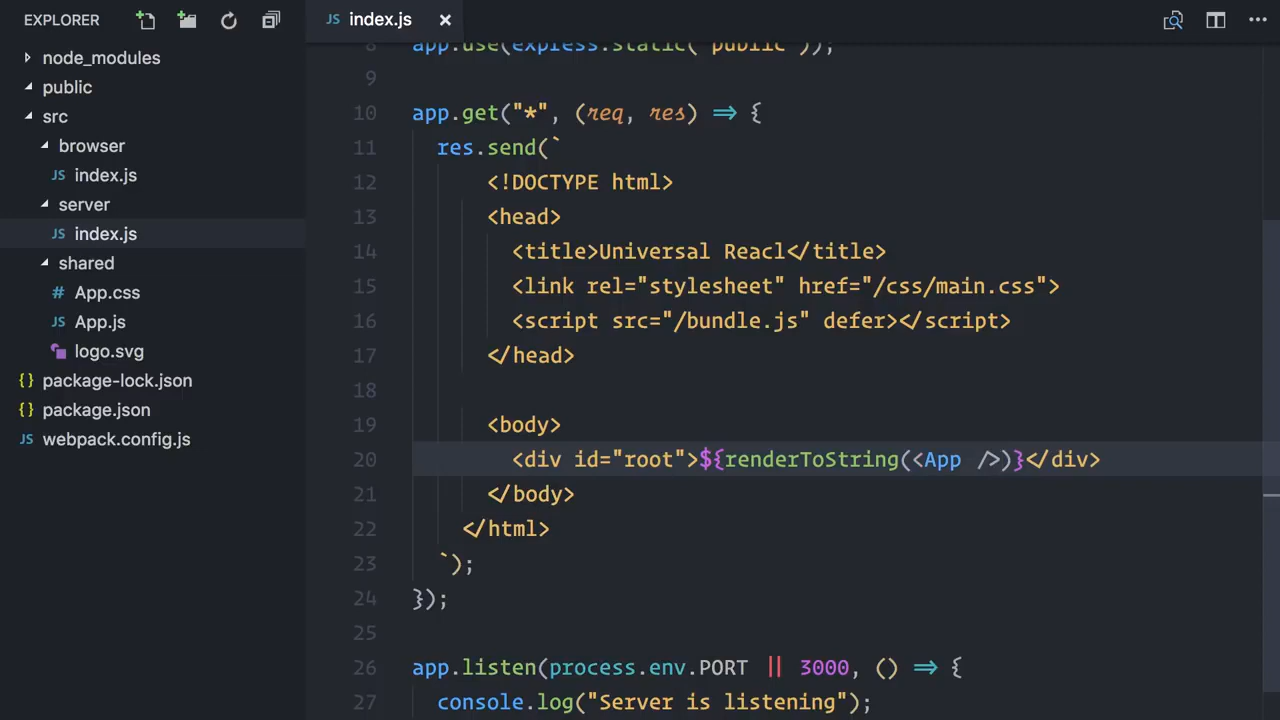 EXPLORER
node_modules
public
src
browser
JS index.js
server
JS index.js
shared
# App.css
JS App.js
logo.svg
{} package-lock.json
{} package.json
JS webpack.config.js
JS index.js ×
8 app.use(express.static("public"));
9
10 app.get("*", (req, res) => {
11 res.send(`
12 <!DOCTYPE html>
13 <head>
14 <title>Universal Reacl</title>
15 <link rel="stylesheet" href="/css/main.css">
16 <script src="/bundle.js" defer></script>
17 </head>
18
19 <body>
20 <div id="root">${renderToString(<App />)}</div>
21 </body>
22 </html>
23 `);
24 });
25
26 app.listen(process.env.PORT || 3000, () => {
27 console.log("Server is listening");